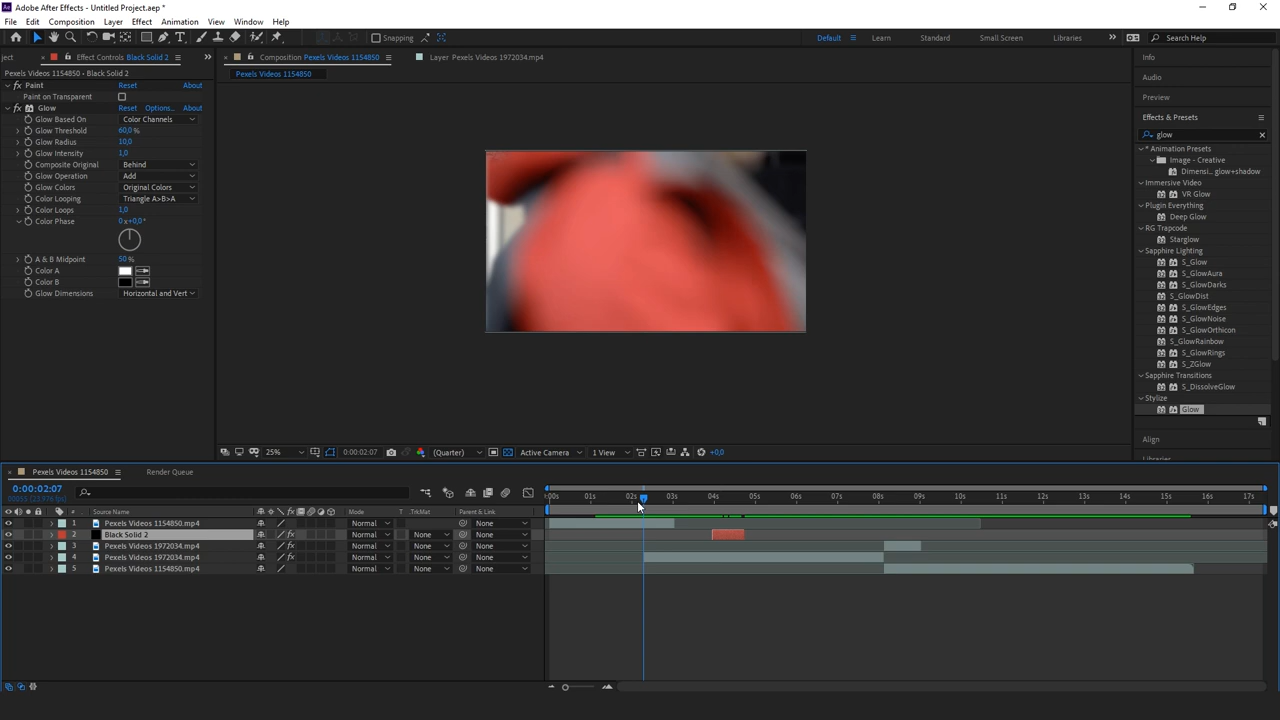 Adobe After Effects - Untitled Project.aep *
File Edit Composition Layer Effect Animation View Window Help
Snapping Default Learn Standard Small Screen Libraries Search Help
ject Effect Controls Black Solid 2 Composition Pexels Videos 1154850 Layer Pexels Videos 1972034.mp4 Info
Pexels Videos 1154850 • Black Solid 2 Pexels Videos 1154850
Audio
Paint Reset About
Paint on Transparent Preview
Glow Reset Options... About
Glow Based On Color Channels Effects & Presets
Glow Threshold 60,0 % glow
Glow Radius 10,0
Glow Intensity 1,0 * Animation Presets
Composite Original Behind Image - Creative
Glow Operation Add Dimensi... glow+shadow
Glow Colors Original Colors Immersive Video
Color Looping Triangle A>B>A VR Glow
Color Loops 1,0 Plugin Everything
Color Phase 0 x+0,0° Deep Glow
RG Trapcode
Starglow
Sapphire Lighting
A & B Midpoint 50 % S_Glow
Color A S_GlowAura
Color B S_GlowDarks
Glow Dimensions Horizontal and Vert S_GlowDist
S_GlowEdges
S_GlowNoise
S_GlowOrthicon
S_GlowRainbow
S_GlowRings
S_ZGlow
Sapphire Transitions
S_DissolveGlow
Stylize
Glow
Align
25% 0:00:02:07 (Quarter) Active Camera 1 View +0,0
Libraries
Pexels Videos 1154850 Render Queue
0:00:02:07
00055 (23.976 fps)
:00s 01s 02s 03s 04s 05s 06s 07s 08s 09s 10s 11s 12s 13s 14s 15s 16s 17s
# Source Name Mode T TrkMat Parent & Link
1 Pexels Videos 1154850.mp4 Normal None
2 Black Solid 2 Normal None None
3 Pexels Videos 1972034.mp4 Normal None None
4 Pexels Videos 1972034.mp4 Normal None None
5 Pexels Videos 1154850.mp4 Normal None None